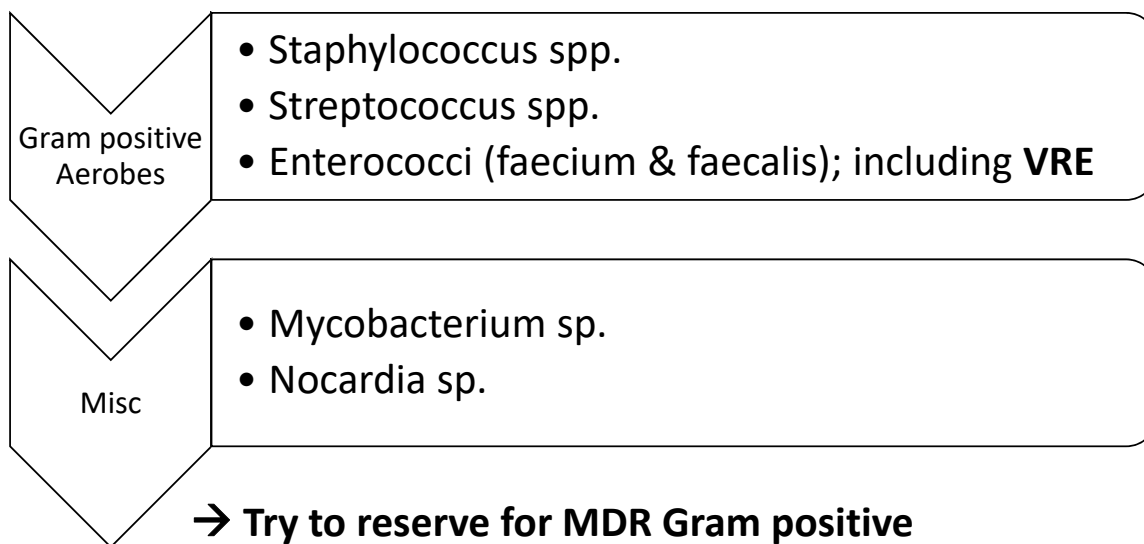 Gram positive
Aerobes
• Staphylococcus spp.
• Streptococcus spp.
• Enterococci (faecium & faecalis); including VRE
Misc
• Mycobacterium sp.
• Nocardia sp.
→ Try to reserve for MDR Gram positive